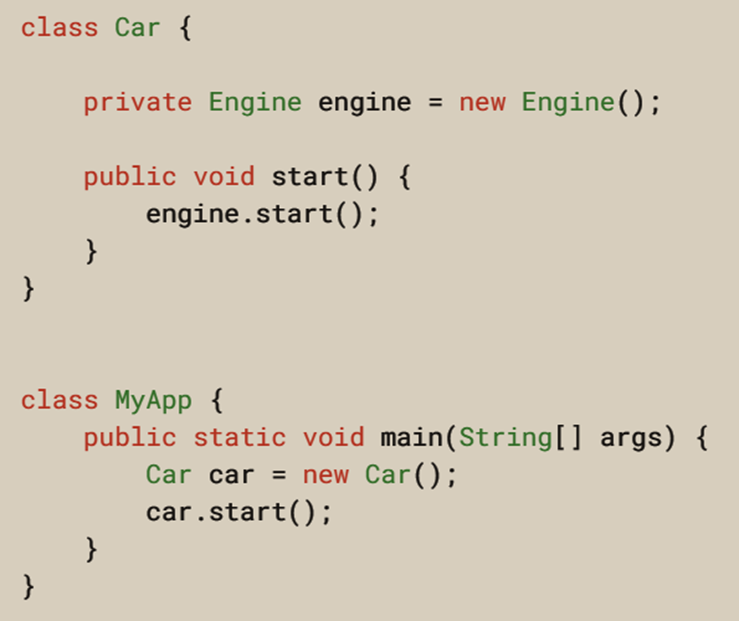 class Car {
    private Engine engine = new Engine();
    public void start() {
        engine.start();
    }
}
class MyApp {
    public static void main(String[] args) {
        Car car = new Car();
        car.start();
    }
}